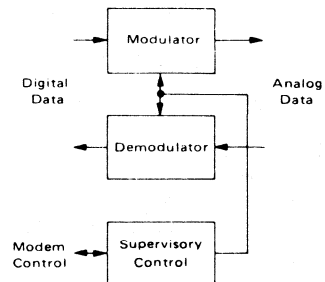 Modulator
Digital
Data
Analog
Data
Demodulator
Modem
Control
Supervisory
Control